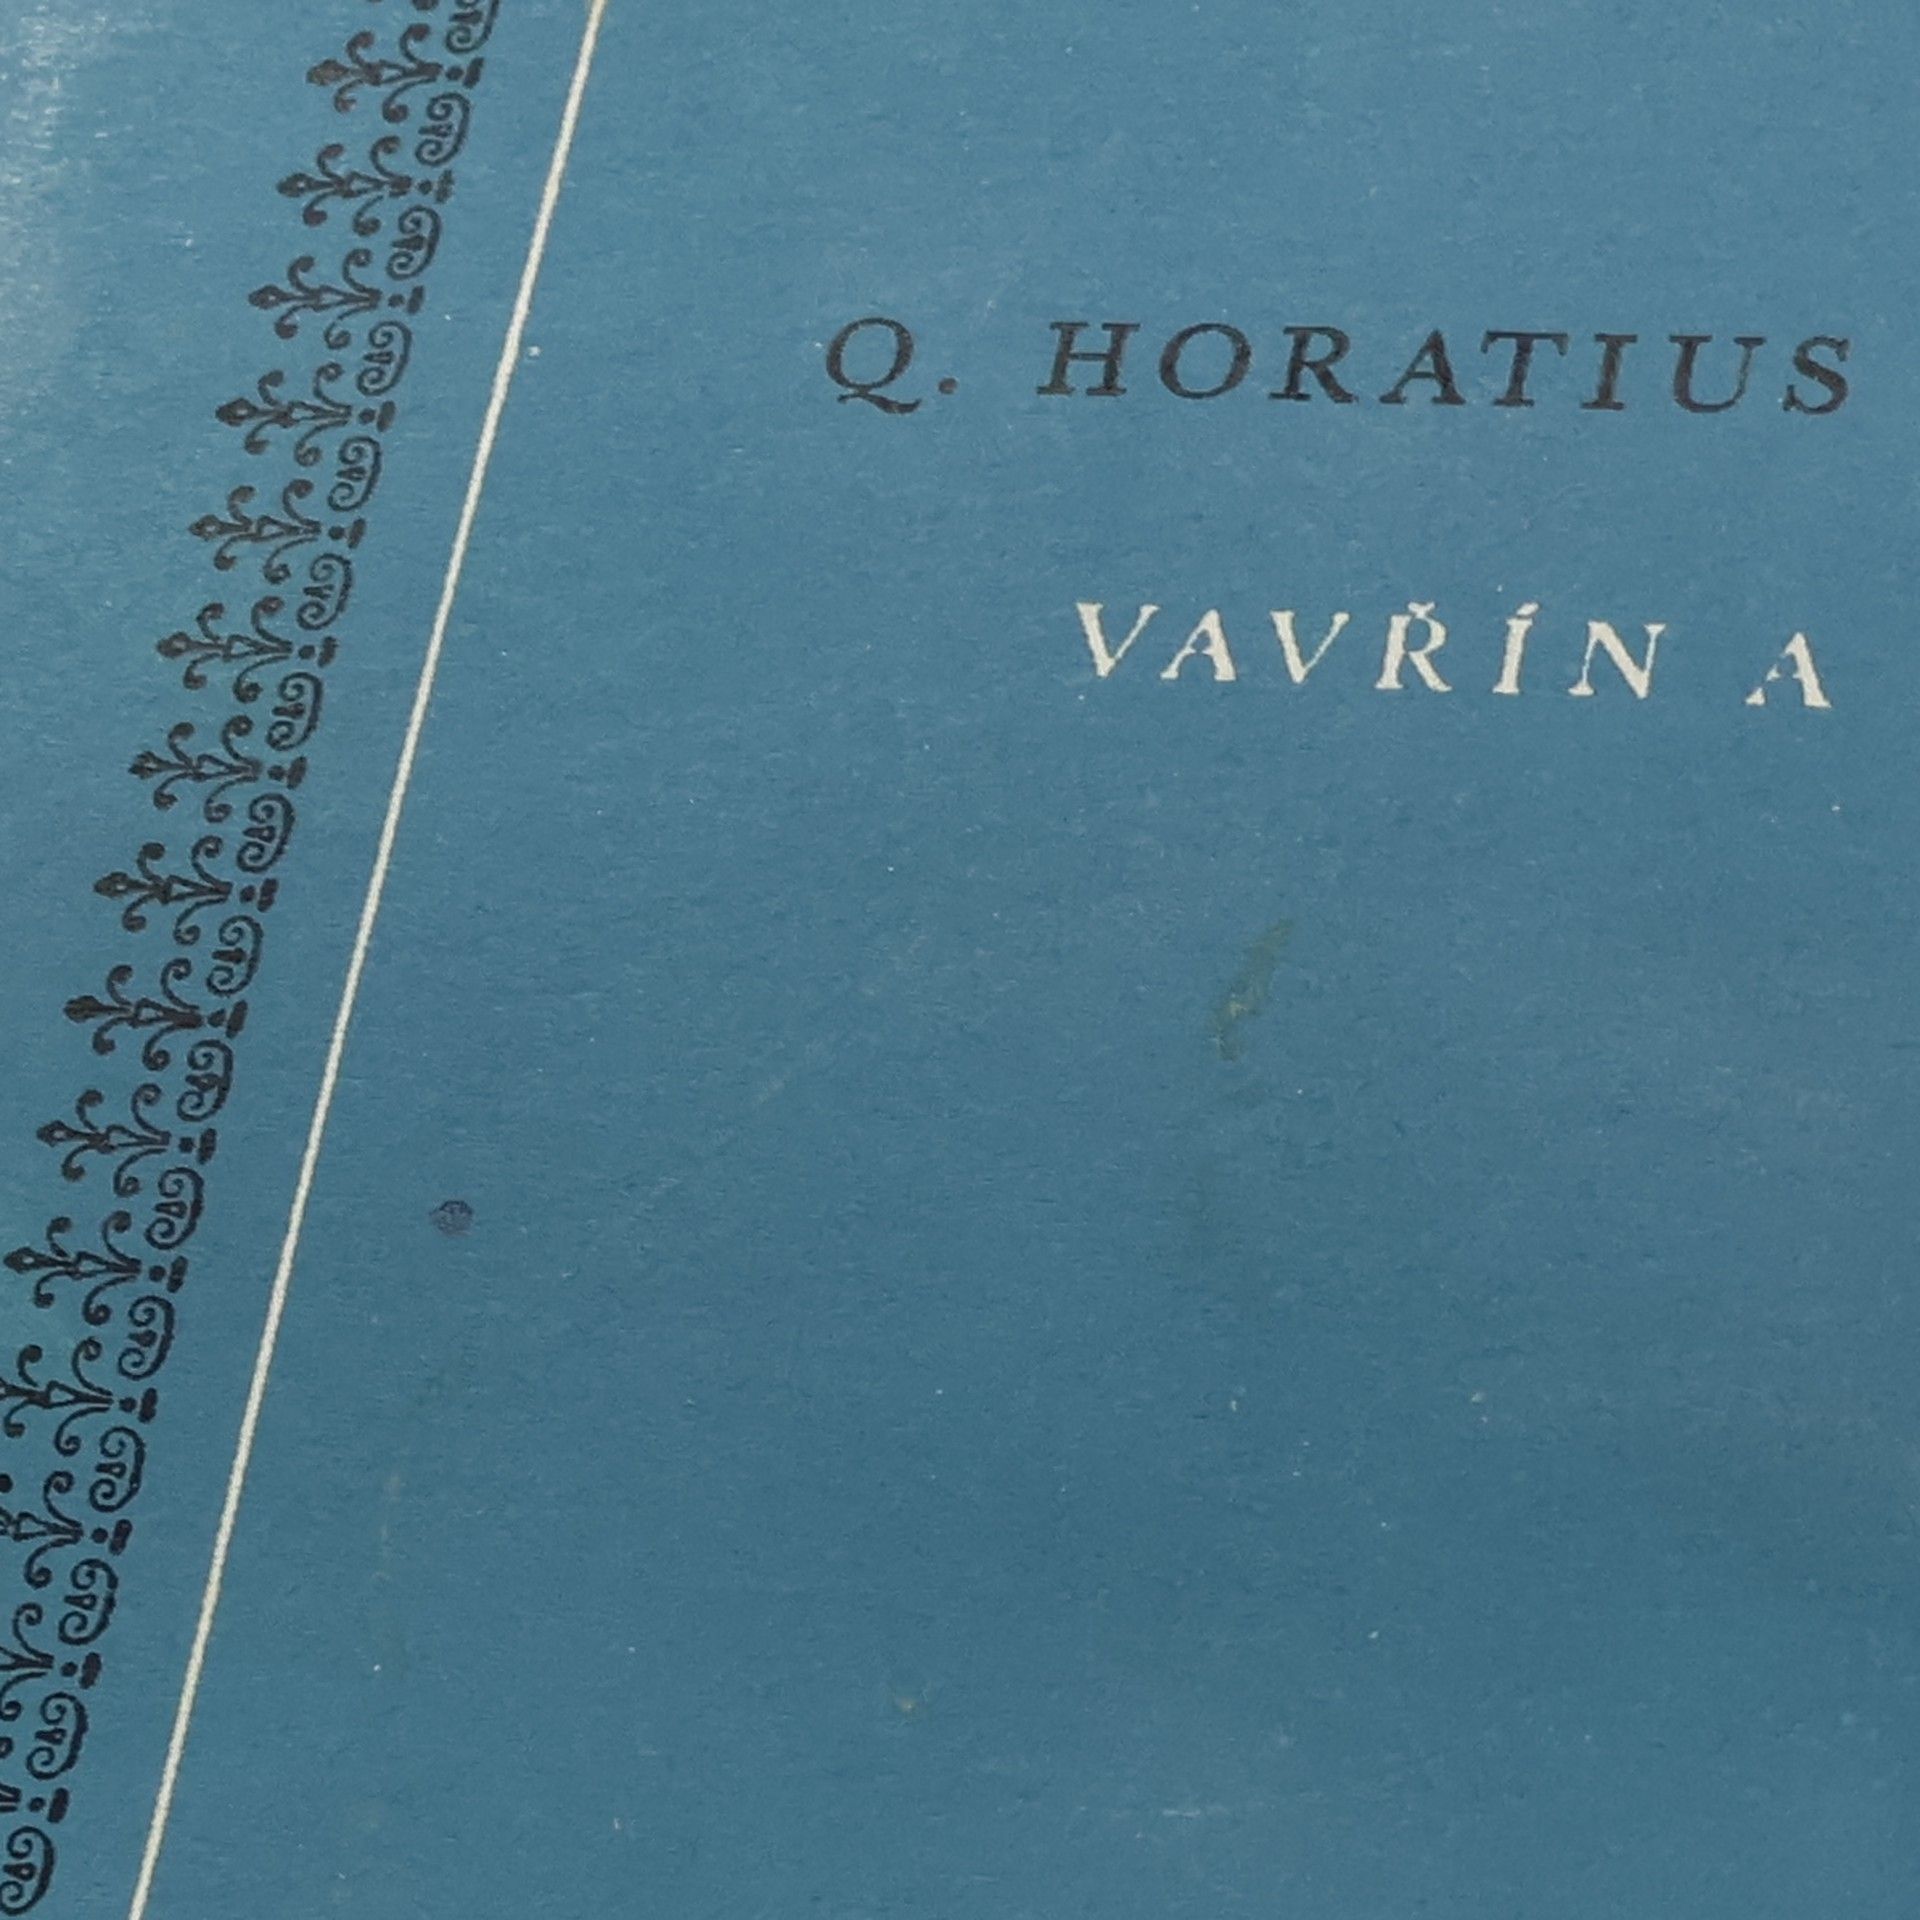 Q. HORATIUS
VAVŘÍN A